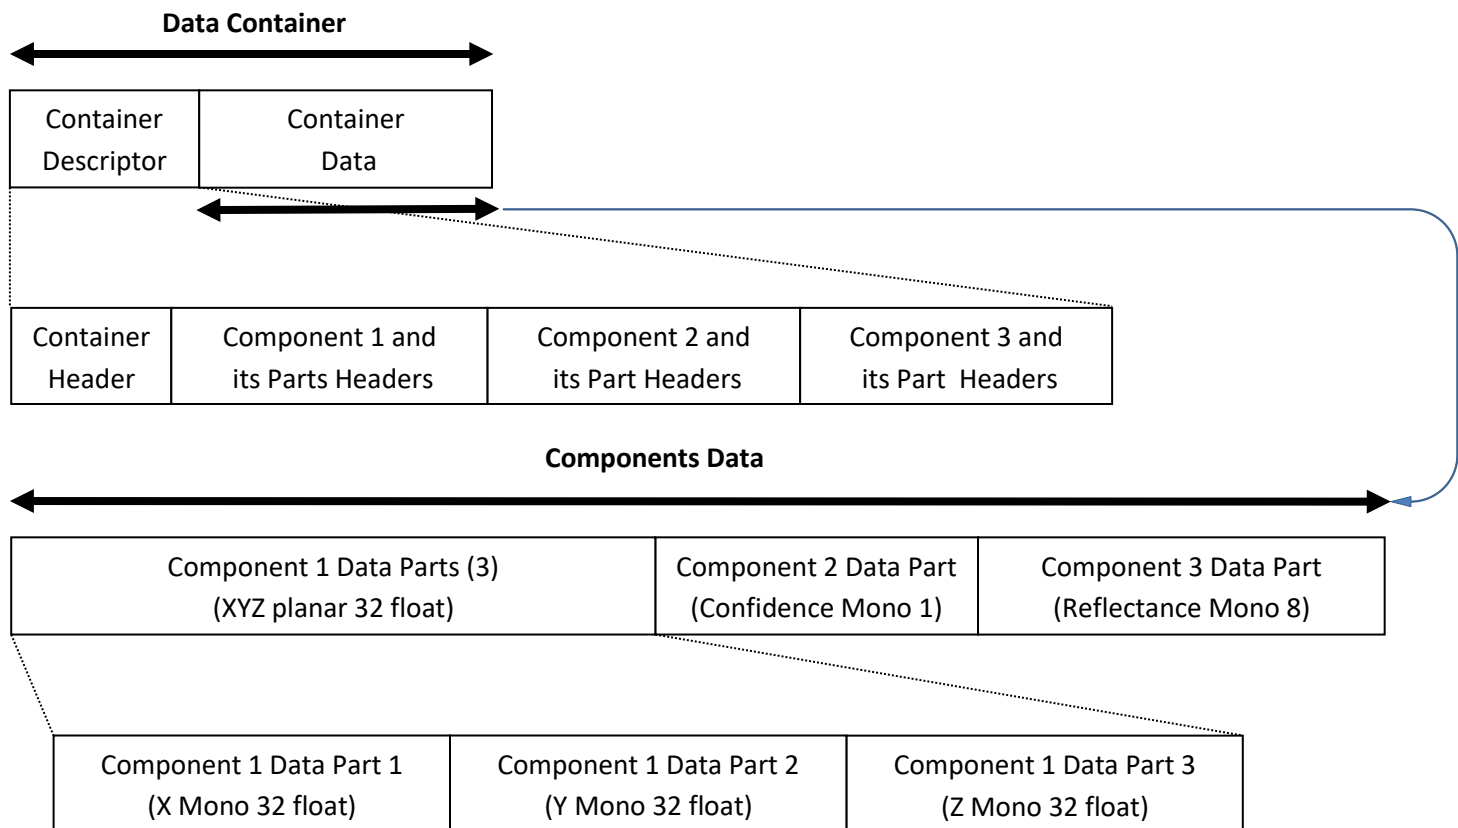 Data Container
Container
Descriptor
Container
Data
Container
Header
Component 1 and
its Parts Headers
Component 2 and
its Part Headers
Component 3 and
its Part  Headers
Components Data
Component 1 Data Parts (3)
(XYZ planar 32 float)
Component 2 Data Part
(Confidence Mono 1)
Component 3 Data Part
(Reflectance Mono 8)
Component 1 Data Part 1
(X Mono 32 float)
Component 1 Data Part 2
(Y Mono 32 float)
Component 1 Data Part 3
(Z Mono 32 float)